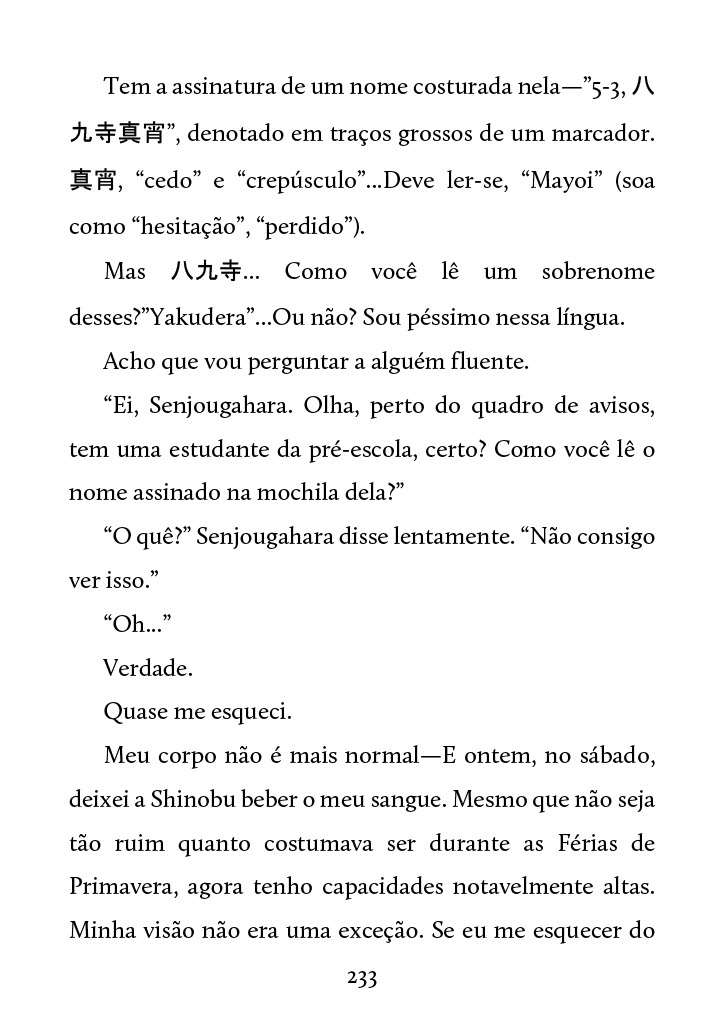 Tem a assinatura de um nome costurada nela—”5-3, 八
九寺真宵”, denotado em traços grossos de um marcador.
真宵, “cedo” e “crepúsculo”...Deve ler-se, “Mayoi” (soa
como “hesitação”, “perdido”).
Mas 八九寺... Como você lê um sobrenome
desses?”Yakudera”...Ou não? Sou péssimo nessa língua.
Acho que vou perguntar a alguém fluente.
“Ei, Senjougahara. Olha, perto do quadro de avisos,
tem uma estudante da pré-escola, certo? Como você lê o
nome assinado na mochila dela?”
“O quê?” Senjougahara disse lentamente. “Não consigo
ver isso.”
“Oh...”
Verdade.
Quase me esqueci.
Meu corpo não é mais normal—E ontem, no sábado,
deixei a Shinobu beber o meu sangue. Mesmo que não seja
tão ruim quanto costumava ser durante as Férias de
Primavera, agora tenho capacidades notavelmente altas.
Minha visão não era uma exceção. Se eu me esquecer do
233